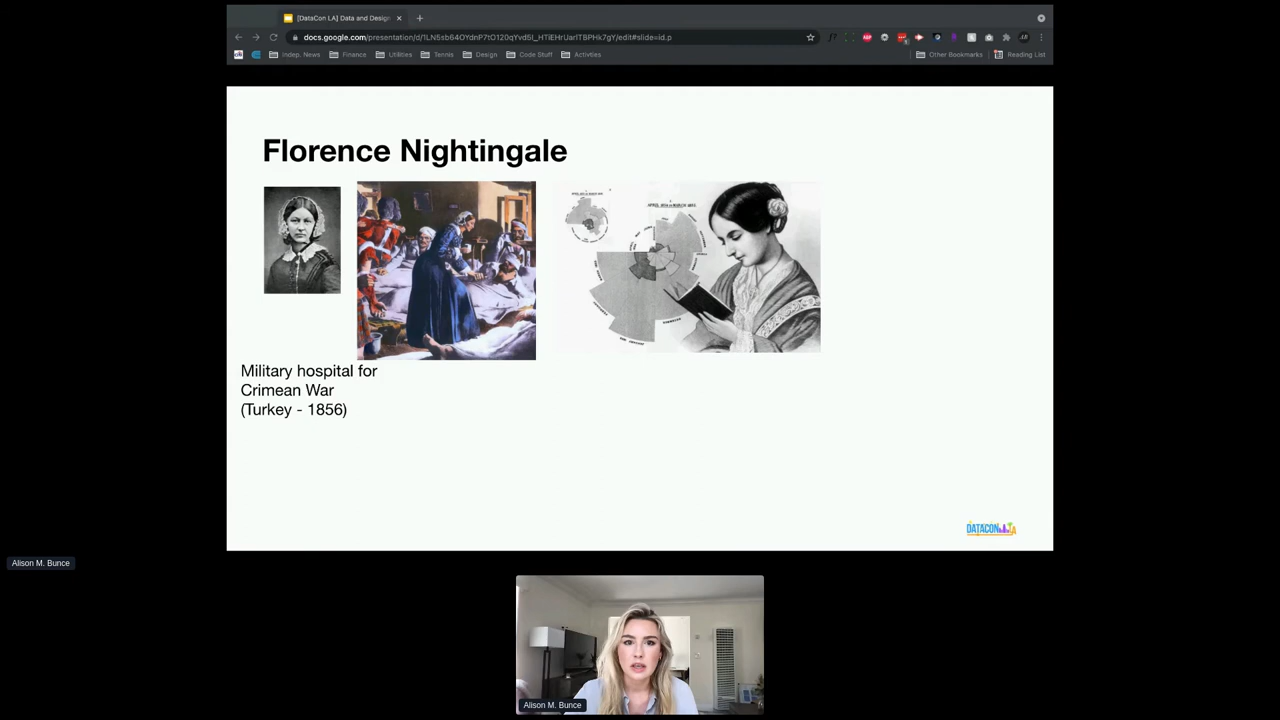 [DataCon LA] Data and Design
docs.google.com/presentation/d/1LN5sb64OYdnP7tO120qYvd5I_HTiEHrUarlTBPHk7gY/edit#slide=id.p
Indep. News
Finance
Utilities
Tennis
Design
Code Stuff
Activties
Other Bookmarks
Reading List
Florence Nightingale
Military hospital for
Crimean War
(Turkey - 1856)
DATACON LA
Alison M. Bunce
Alison M. Bunce